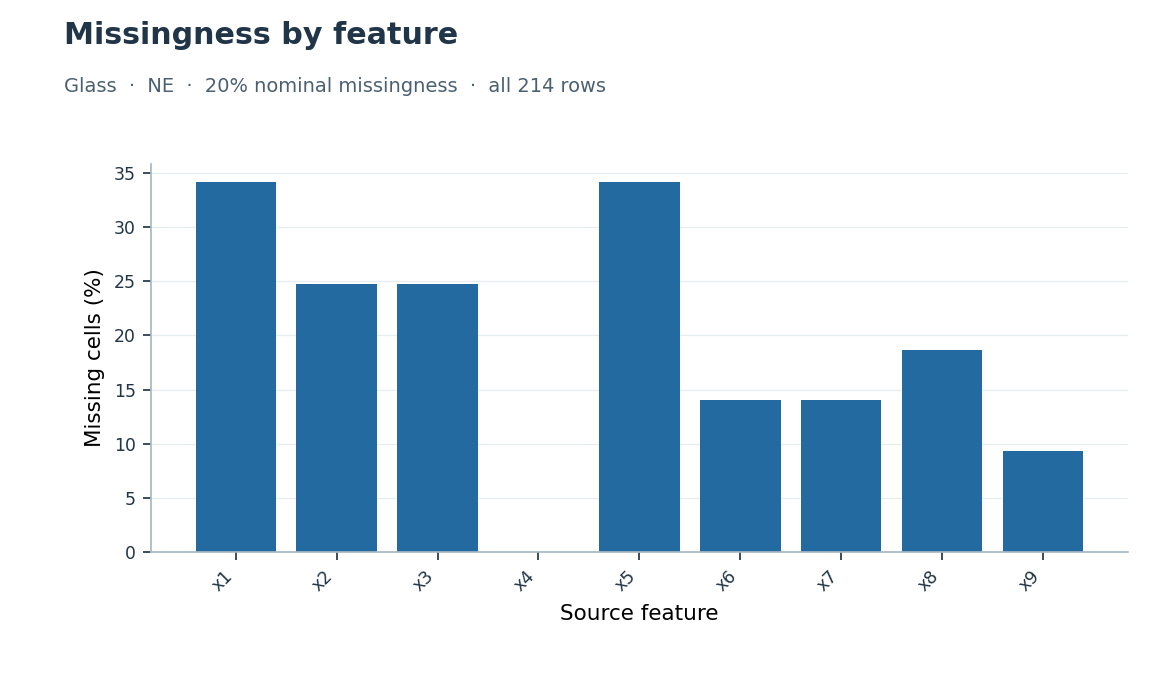 Missingness by feature
Glass · NE · 20% nominal missingness · all 214 rows
Missing cells (%)
35
30
25
20
15
10
5
0
x1 x2 x3 x4 x5 x6 x7 x8 x9
Source feature